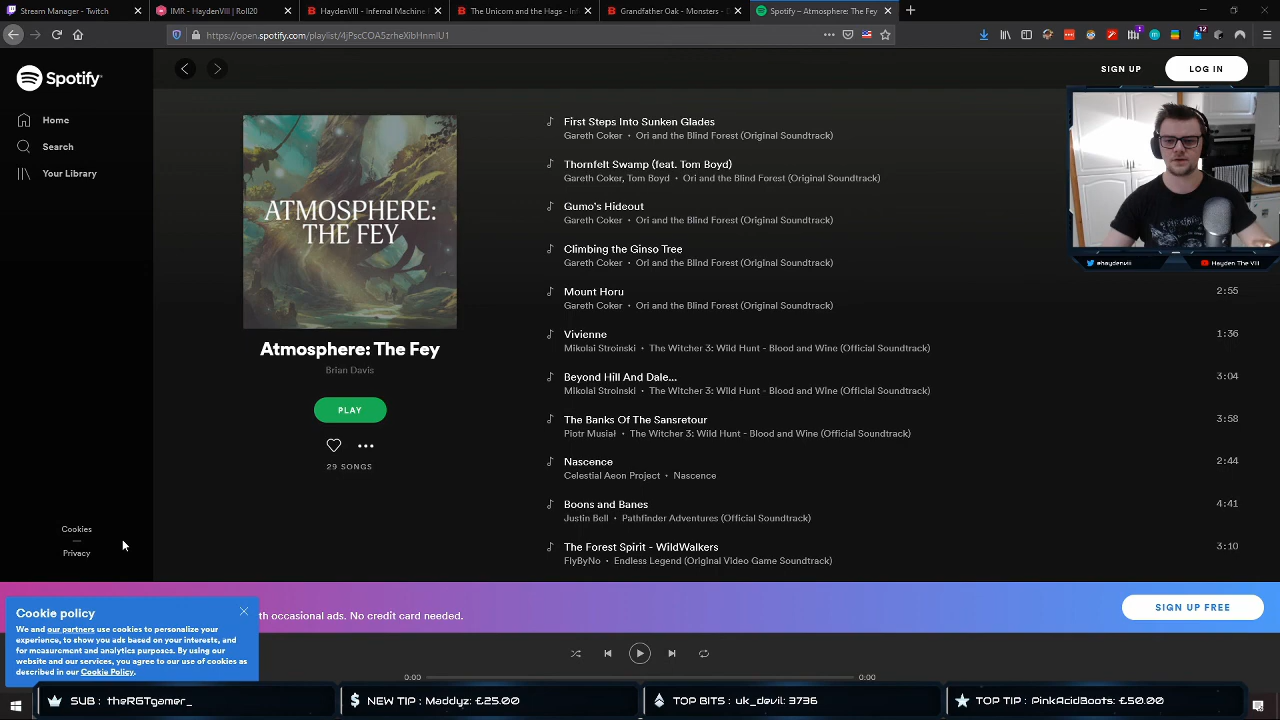 Stream Manager - Twitch
IMR - HaydenVIII | Roll20
HaydenVIII - Infernal Machine
The Unicorn and the Hags - Inf
Grandfather Oak - Monsters -
Spotify – Atmosphere: The Fey
https://open.spotify.com/playlist/4jPscCOA5zrheXibHnmiU1
1
12
Spotify
SIGN UP
LOG IN
Home
Search
Your Library
ATMOSPHERE:
THE FEY
Atmosphere: The Fey
Brian Davis
PLAY
29 SONGS
First Steps Into Sunken Glades
Gareth Coker • Ori and the Blind Forest (Original Soundtrack)
Thornfelt Swamp (feat. Tom Boyd)
Gareth Coker, Tom Boyd • Ori and the Blind Forest (Original Soundtrack)
Gumo's Hideout
Gareth Coker • Ori and the Blind Forest (Original Soundtrack)
Climbing the Ginso Tree
Gareth Coker • Ori and the Blind Forest (Original Soundtrack)
Mount Horu 2:55
Gareth Coker • Ori and the Blind Forest (Original Soundtrack)
Vivienne 1:36
Mikolai Stroinski • The Witcher 3: Wild Hunt - Blood and Wine (Official Soundtrack)
Beyond Hill And Dale... 3:04
Mikolai Stroinski • The Witcher 3: Wild Hunt - Blood and Wine (Official Soundtrack)
The Banks Of The Sansretour 3:58
Piotr Musiał • The Witcher 3: Wild Hunt - Blood and Wine (Official Soundtrack)
Nascence 2:44
Celestial Aeon Project • Nascence
Boons and Banes 4:41
Justin Bell • Pathfinder Adventures (Official Soundtrack)
The Forest Spirit - WildWalkers 3:10
FlyByNo • Endless Legend (Original Video Game Soundtrack)
@haydenviii
Hayden The VIII
Cookies
Privacy
Cookie policy
We and our partners use cookies to personalize your
experience, to show you ads based on your interests, and
for measurement and analytics purposes. By using our
website and our services, you agree to our use of cookies as
described in our Cookie Policy.
th occasional ads. No credit card needed.
SIGN UP FREE
0:00
0:00
SUB : theRGTgamer_
NEW TIP : Maddyz: £25.00
TOP BITS : uk_devil: 3736
TOP TIP : PinkAcidBoots: £50.00